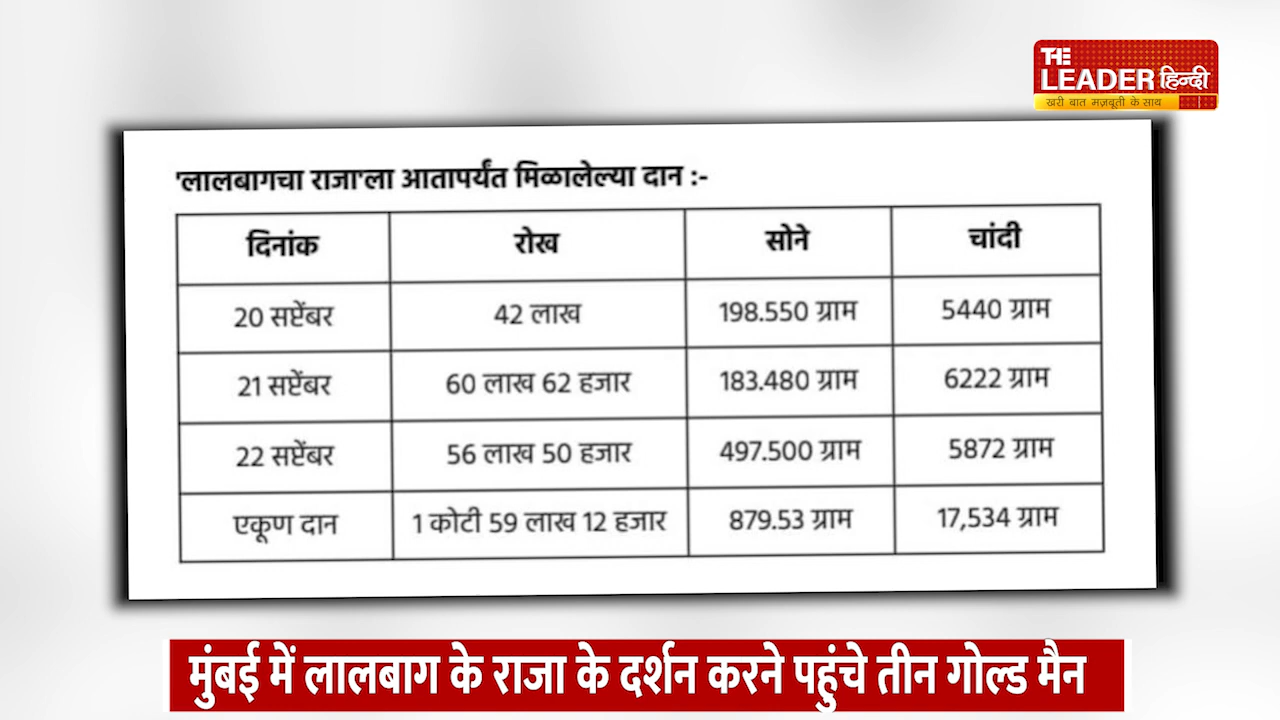 THE
LEADER हिन्दी
खरी बात मज़बूती के साथ
'लालबागचा राजा'ला आतापर्यंत मिळालेल्या दान :-
दिनांक रोख सोने चांदी
20 सप्टेंबर 42 लाख 198.550 ग्राम 5440 ग्राम
21 सप्टेंबर 60 लाख 62 हजार 183.480 ग्राम 6222 ग्राम
22 सप्टेंबर 56 लाख 50 हजार 497.500 ग्राम 5872 ग्राम
एकूण दान 1 कोटी 59 लाख 12 हजार 879.53 ग्राम 17,534 ग्राम
मुंबई में लालबाग के राजा के दर्शन करने पहुंचे तीन गोल्ड मैन